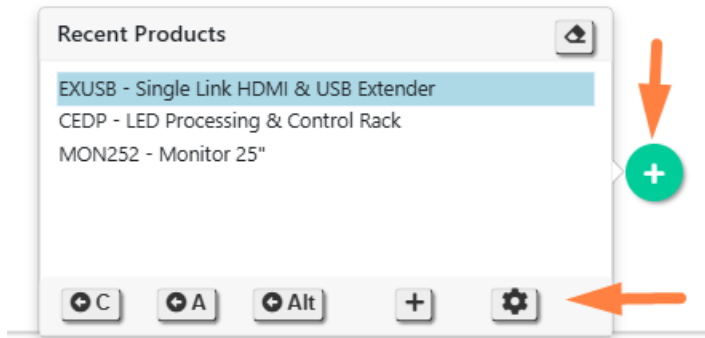 Recent Products
EXUSB - Single Link HDMI & USB Extender
CEDP - LED Processing & Control Rack
MON252 - Monitor 25"
C A Alt